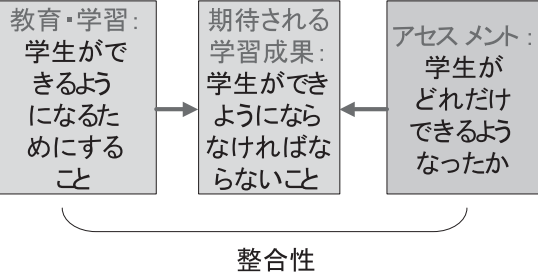 教育・学習：
学生がで
きるよう
になるた
めにする
こと
期待される
学習成果：
学生ができ
ようになら
なければな
らないこと
アセスメント：
学生が
どれだけ
できるよう
なったか
整合性